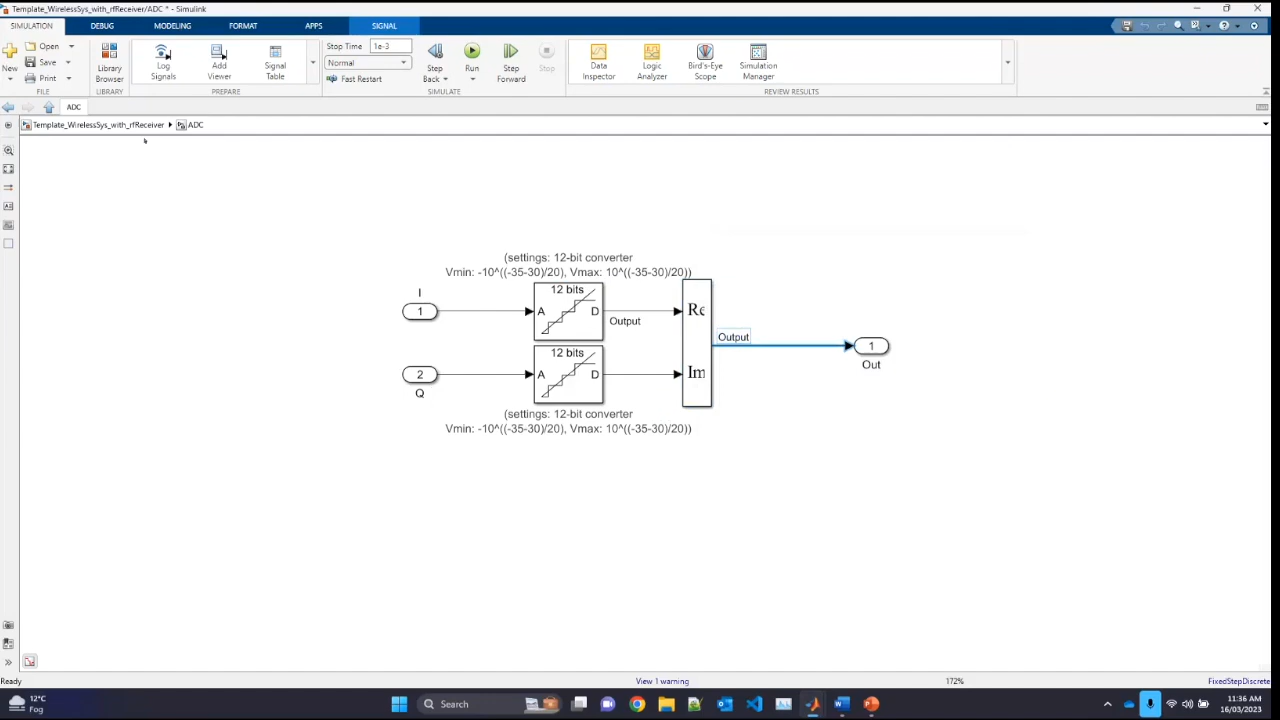 Template_WirelessSys_with_rfReceiver/ADC * - Simulink
SIMULATION DEBUG MODELING FORMAT APPS SIGNAL
New
Open
Save
Print
FILE
Library
Browser
LIBRARY
Log
Signals
Add
Viewer
Signal
Table
PREPARE
Stop Time 1e-3
Normal
Fast Restart
Step
Back
Run
Step
Forward
Stop
SIMULATE
Data
Inspector
Logic
Analyzer
Bird's-Eye
Scope
Simulation
Manager
REVIEW RESULTS
ADC
Template_WirelessSys_with_rfReceiver ADC
(settings: 12-bit converter
Vmin: -10^((-35-30)/20), Vmax: 10^((-35-30)/20))
I
1
12 bits
A D
Output
Re
Output
1
Out
2
Q
12 bits
A D
Im
(settings: 12-bit converter
Vmin: -10^((-35-30)/20), Vmax: 10^((-35-30)/20))
Ready
View 1 warning
172%
FixedStepDiscrete
12°C
Fog
Search
11:36 AM
16/03/2023